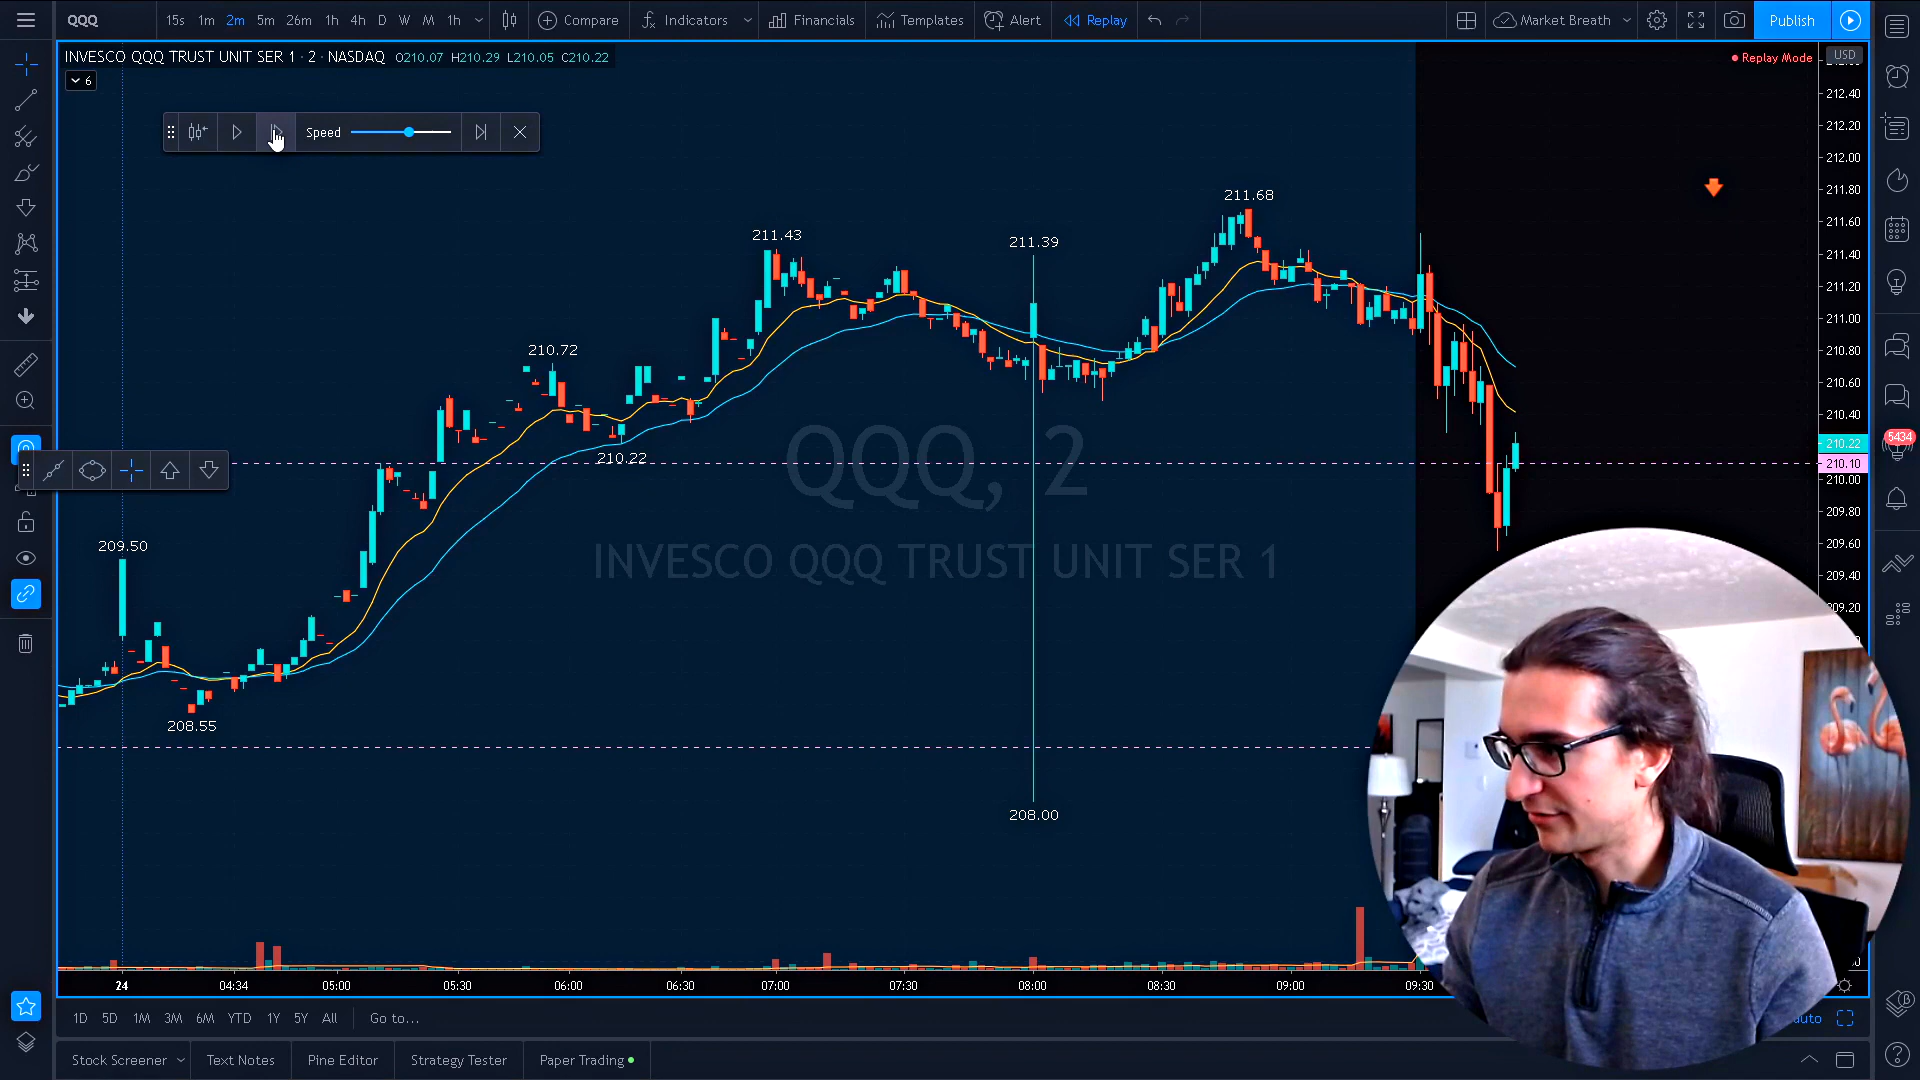 QQQ 15s 1m 2m 5m 26m 1h 4h D W M 1h Compare Indicators Financials Templates Alert Replay Market Breath Publish
INVESCO QQQ TRUST UNIT SER 1 · 2 · NASDAQ O210.07 H210.29 L210.05 C210.22
Replay Mode
USD
6
Speed
212.40
212.20
212.00
211.80
211.60
211.40
211.20
211.00
210.80
210.60
210.40
210.22
210.10
210.00
209.80
209.60
209.40
209.20
211.68
211.43
211.39
210.72
210.22
209.50
208.55
208.00
QQQ, 2
INVESCO QQQ TRUST UNIT SER 1
5434
24 04:34 05:00 05:30 06:00 06:30 07:00 07:30 08:00 08:30 09:00 09:30
1D 5D 1M 3M 6M YTD 1Y 5Y All Go to... auto
Stock Screener Text Notes Pine Editor Strategy Tester Paper Trading